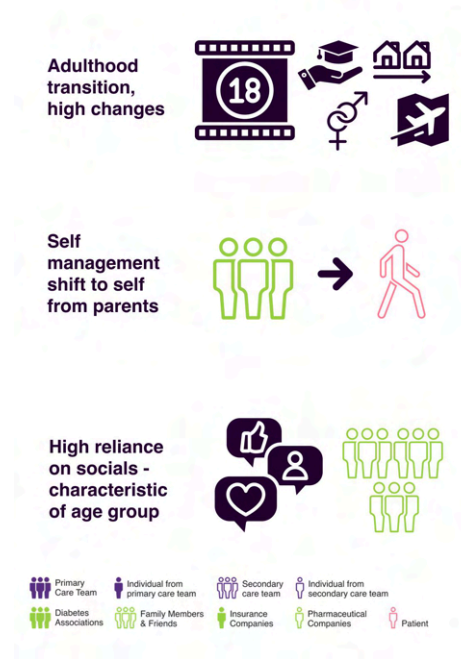 Adulthood
transition,
high changes
18
Self
management
shift to self
from parents
High reliance
on socials -
characteristic
of age group
Primary
Care Team
Individual from
primary care team
Secondary
care team
Individual from
secondary care team
Diabetes
Associations
Family Members
& Friends
Insurance
Companies
Pharmaceutical
Companies
Patient